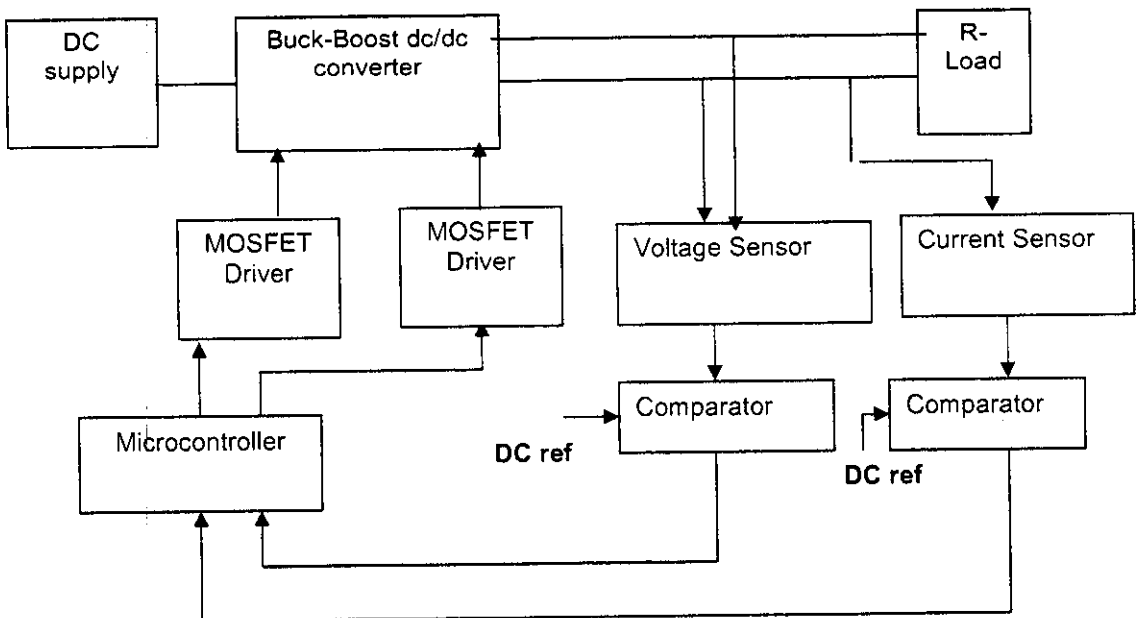 DC
supply
Buck-Boost dc/dc
converter
R-
Load
MOSFET
Driver
MOSFET
Driver
Voltage Sensor
Current Sensor
Microcontroller
Comparator
Comparator
DC ref
DC ref